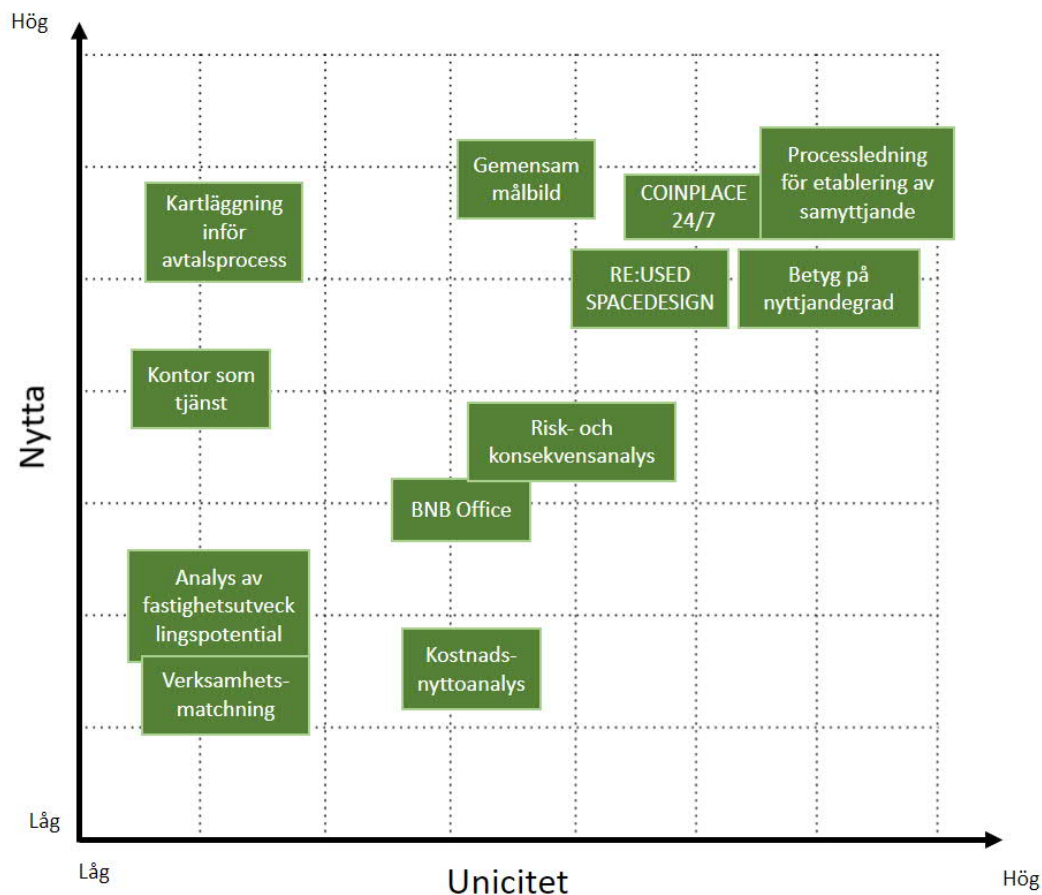 Hög
Gemensam
målbild
Processledning
för etablering av
samyttjande
COINPLACE
24/7
Kartläggning
inför
avtalsprocess
RE:USED
SPACEDESIGN
Betyg på
nyttjandegrad
Kontor som
tjänst
Nytta
Risk- och
konsekvensanalys
BNB Office
Analys av
fastighetsutveck
lingspotential
Kostnads-
nyttoanalys
Verksamhets-
matchning
Låg
Låg
Unicitet
Hög